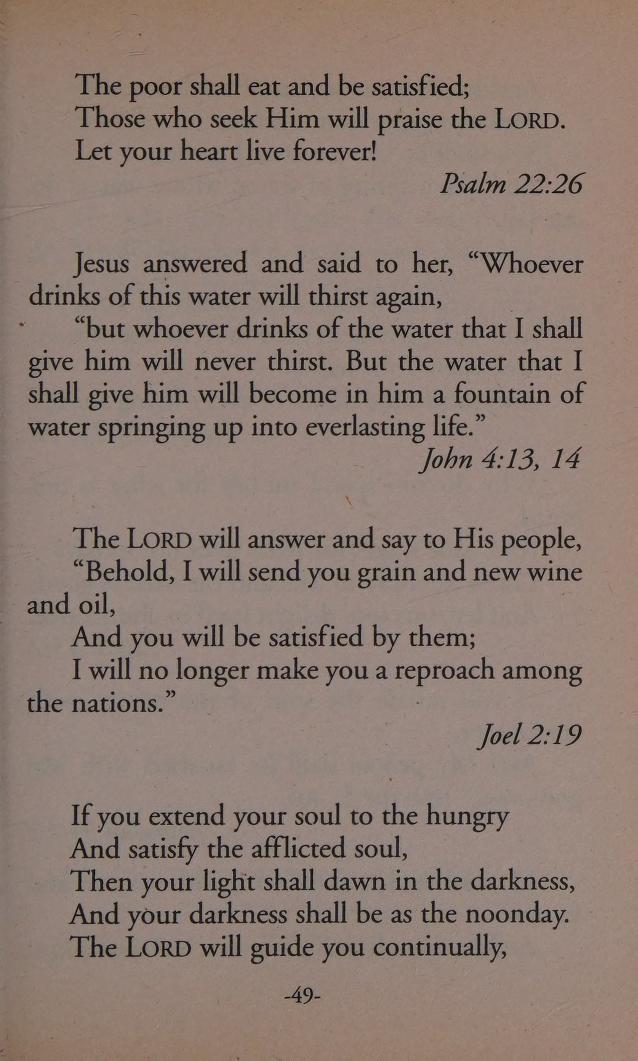 The poor shall eat and be satisfied;
Those who seek Him will praise the LORD.
Let your heart live forever!
Psalm 22:26
Jesus answered and said to her, “Whoever
drinks of this water will thirst again,
“but whoever drinks of the water that I shall
give him will never thirst. But the water that I
shall give him will become in him a fountain of
water springing up into everlasting life.”
John 4:13, 14
The LORD will answer and say to His people,
“Behold, I will send you grain and new wine
and oil,
And you will be satisfied by them;
I will no longer make you a reproach among
the nations.”
Joel 2:19
If you extend your soul to the hungry
And satisfy the afflicted soul,
Then your light shall dawn in the darkness,
And your darkness shall be as the noonday.
The LORD will guide you continually,
-49-